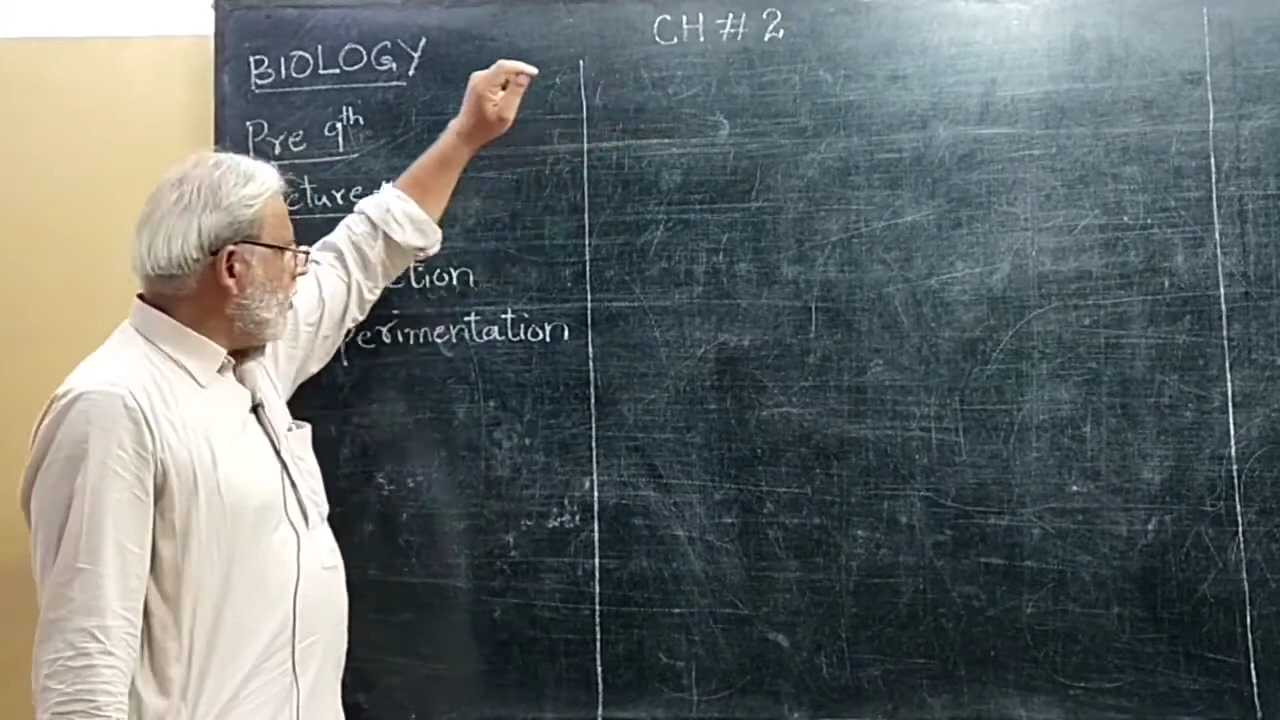 CH # 2
BIOLOGY
Pre 9th
cture #
ction
perimentation